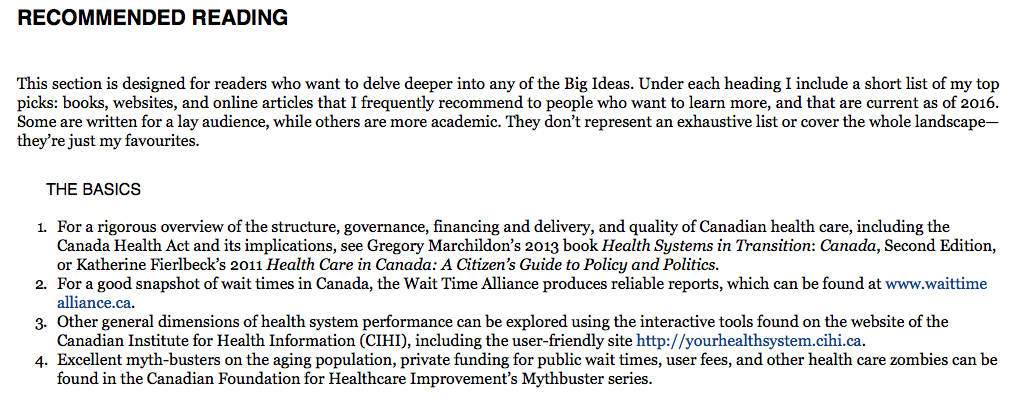 RECOMMENDED READING
This section is designed for readers who want to delve deeper into any of the Big Ideas. Under each heading I include a short list of my top
picks: books, websites, and online articles that I frequently recommend to people who want to learn more, and that are current as of 2016.
Some are written for a lay audience, while others are more academic. They don’t represent an exhaustive list or cover the whole landscape—
they’re just my favourites.
THE BASICS
1. For a rigorous overview of the structure, governance, financing and delivery, and quality of Canadian health care, including the
Canada Health Act and its implications, see Gregory Marchildon’s 2013 book Health Systems in Transition: Canada, Second Edition,
or Katherine Fierlbeck’s 2011 Health Care in Canada: A Citizen’s Guide to Policy and Politics.
2. For a good snapshot of wait times in Canada, the Wait Time Alliance produces reliable reports, which can be found at www.waittime
alliance.ca.
3. Other general dimensions of health system performance can be explored using the interactive tools found on the website of the
Canadian Institute for Health Information (CIHI), including the user-friendly site http://yourhealthsystem.cihi.ca.
4. Excellent myth-busters on the aging population, private funding for public wait times, user fees, and other health care zombies can be
found in the Canadian Foundation for Healthcare Improvement’s Mythbuster series.